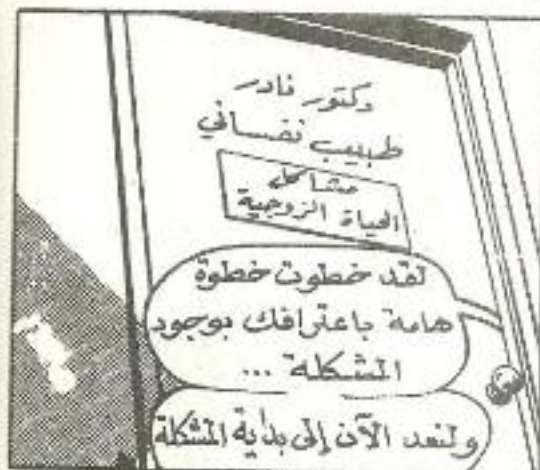 دكتور نادر
طبيب نفساني
مشاكل
الحياة الزوجية
لقد خطوت خطوة
هامة باعترافك بوجود
المشكلة ...
ولنعد الآن إلى بداية المشكلة